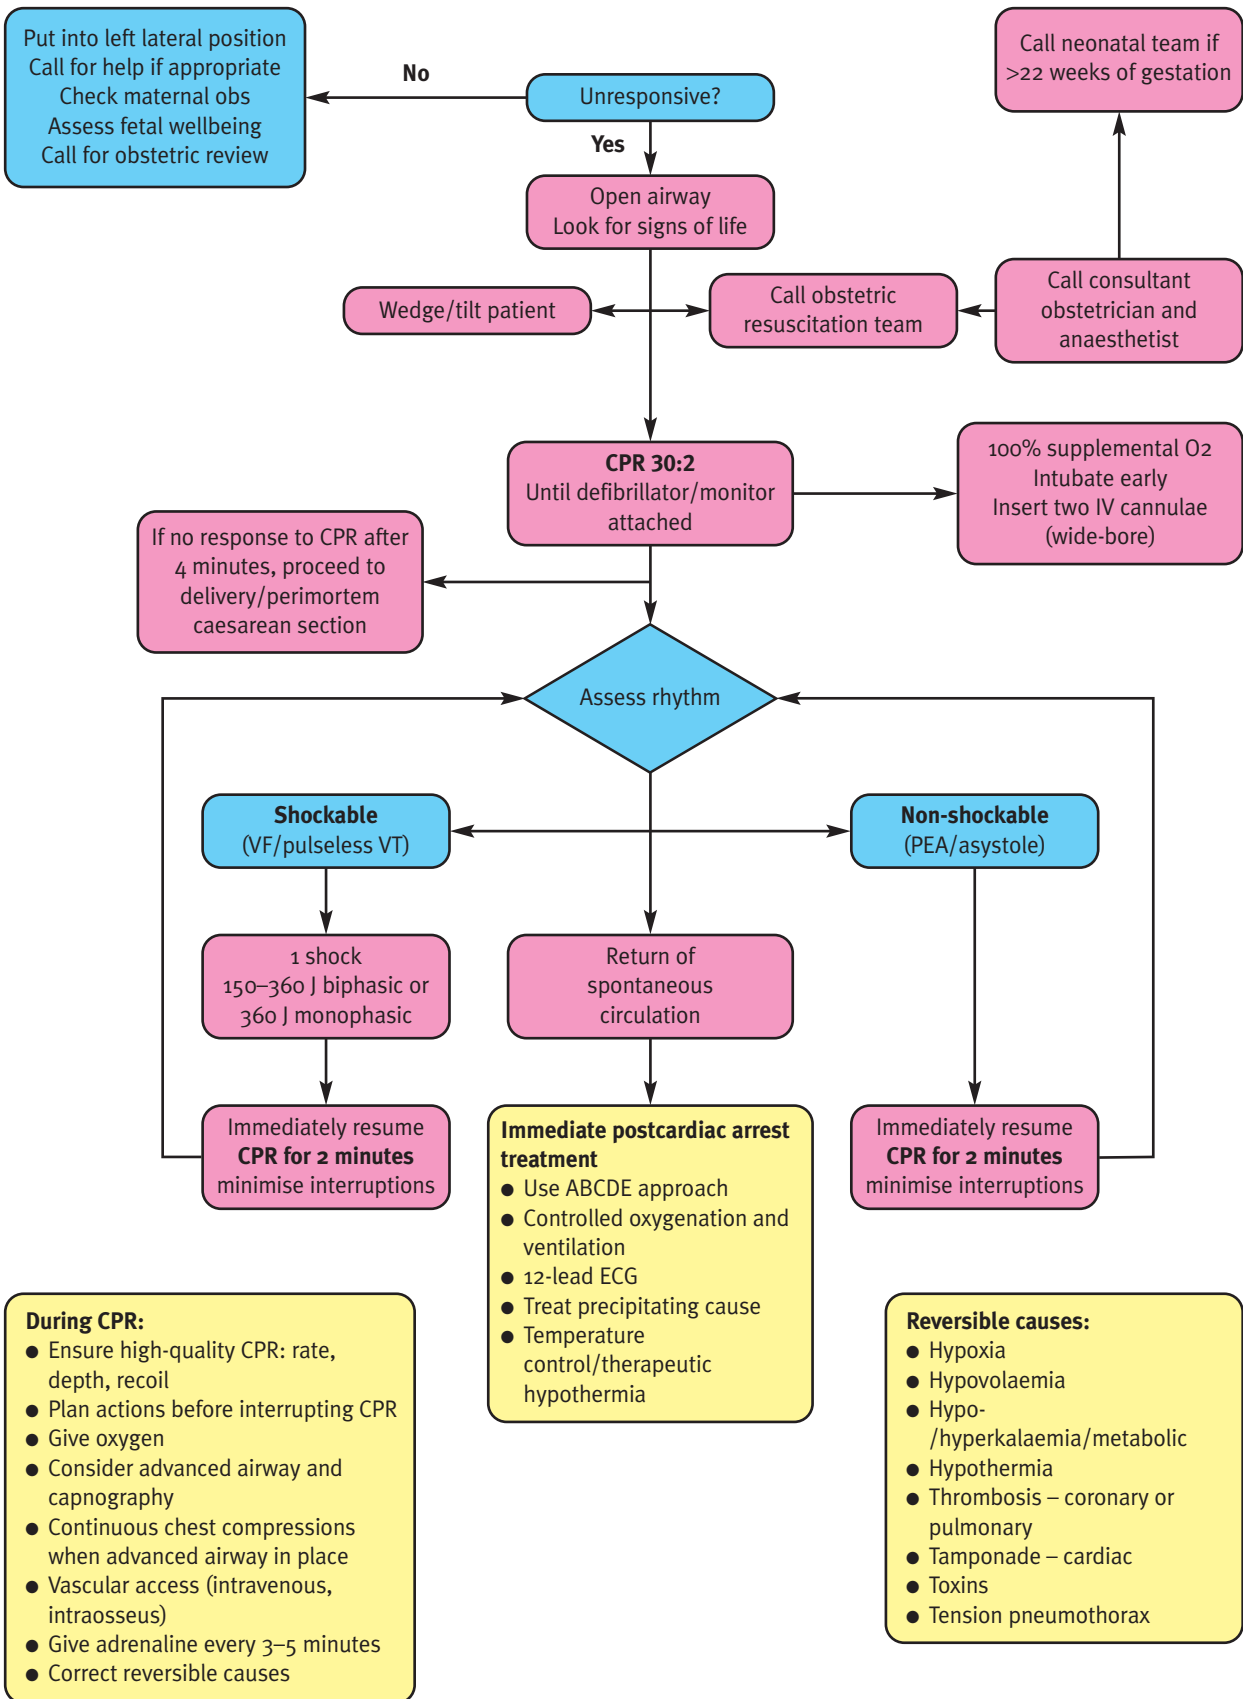 Put into left lateral position
Call for help if appropriate
Check maternal obs
Assess fetal wellbeing
Call for obstetric review
No
Unresponsive?
Call neonatal team if
>22 weeks of gestation
Yes
Open airway
Look for signs of life
Wedge/tilt patient
Call obstetric
resuscitation team
Call consultant
obstetrician and
anaesthetist
CPR 30:2
Until defibrillator/monitor
attached
100% supplemental O2
Intubate early
Insert two IV cannulae
(wide-bore)
If no response to CPR after
4 minutes, proceed to
delivery/perimortem
caesarean section
Assess rhythm
Shockable
(VF/pulseless VT)
Non-shockable
(PEA/asystole)
1 shock
150–360 J biphasic or
360 J monophasic
Return of
spontaneous
circulation
Immediately resume
CPR for 2 minutes
minimise interruptions
Immediate postcardiac arrest
treatment
● Use ABCDE approach
● Controlled oxygenation and
ventilation
● 12-lead ECG
● Treat precipitating cause
● Temperature
control/therapeutic
hypothermia
Immediately resume
CPR for 2 minutes
minimise interruptions
During CPR:
● Ensure high-quality CPR: rate,
depth, recoil
● Plan actions before interrupting CPR
● Give oxygen
● Consider advanced airway and
capnography
● Continuous chest compressions
when advanced airway in place
● Vascular access (intravenous,
intraosseus)
● Give adrenaline every 3–5 minutes
● Correct reversible causes
Reversible causes:
● Hypoxia
● Hypovolaemia
● Hypo-
/hyperkalaemia/metabolic
● Hypothermia
● Thrombosis – coronary or
pulmonary
● Tamponade – cardiac
● Toxins
● Tension pneumothorax